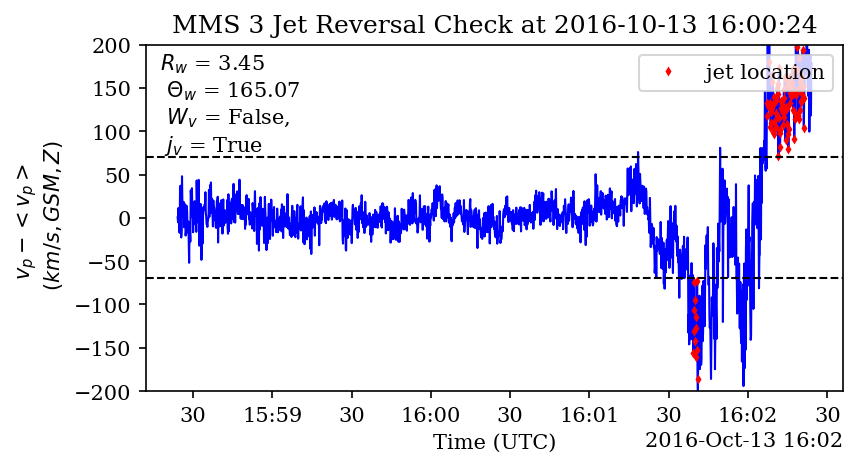 MMS 3 Jet Reversal Check at 2016-10-13 16:00:24
R_w = 3.45
Θ_w = 165.07
W_v = False,
j_v = True
jet location
200
150
100
50
0
−50
−100
−150
−200
v_p − < v_p >
(km/s, GSM, Z)
30 15:59 30 16:00 30 16:01 30 16:02 30
Time (UTC)
2016-Oct-13 16:02